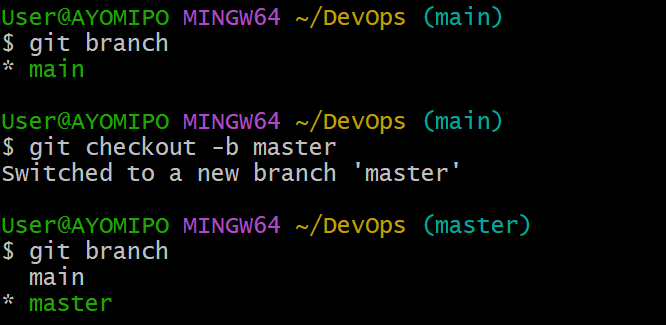 User@AYOMIPO MINGW64 ~/DevOps (main)
$ git branch
* main
User@AYOMIPO MINGW64 ~/DevOps (main)
$ git checkout -b master
Switched to a new branch 'master'
User@AYOMIPO MINGW64 ~/DevOps (master)
$ git branch
  main
* master